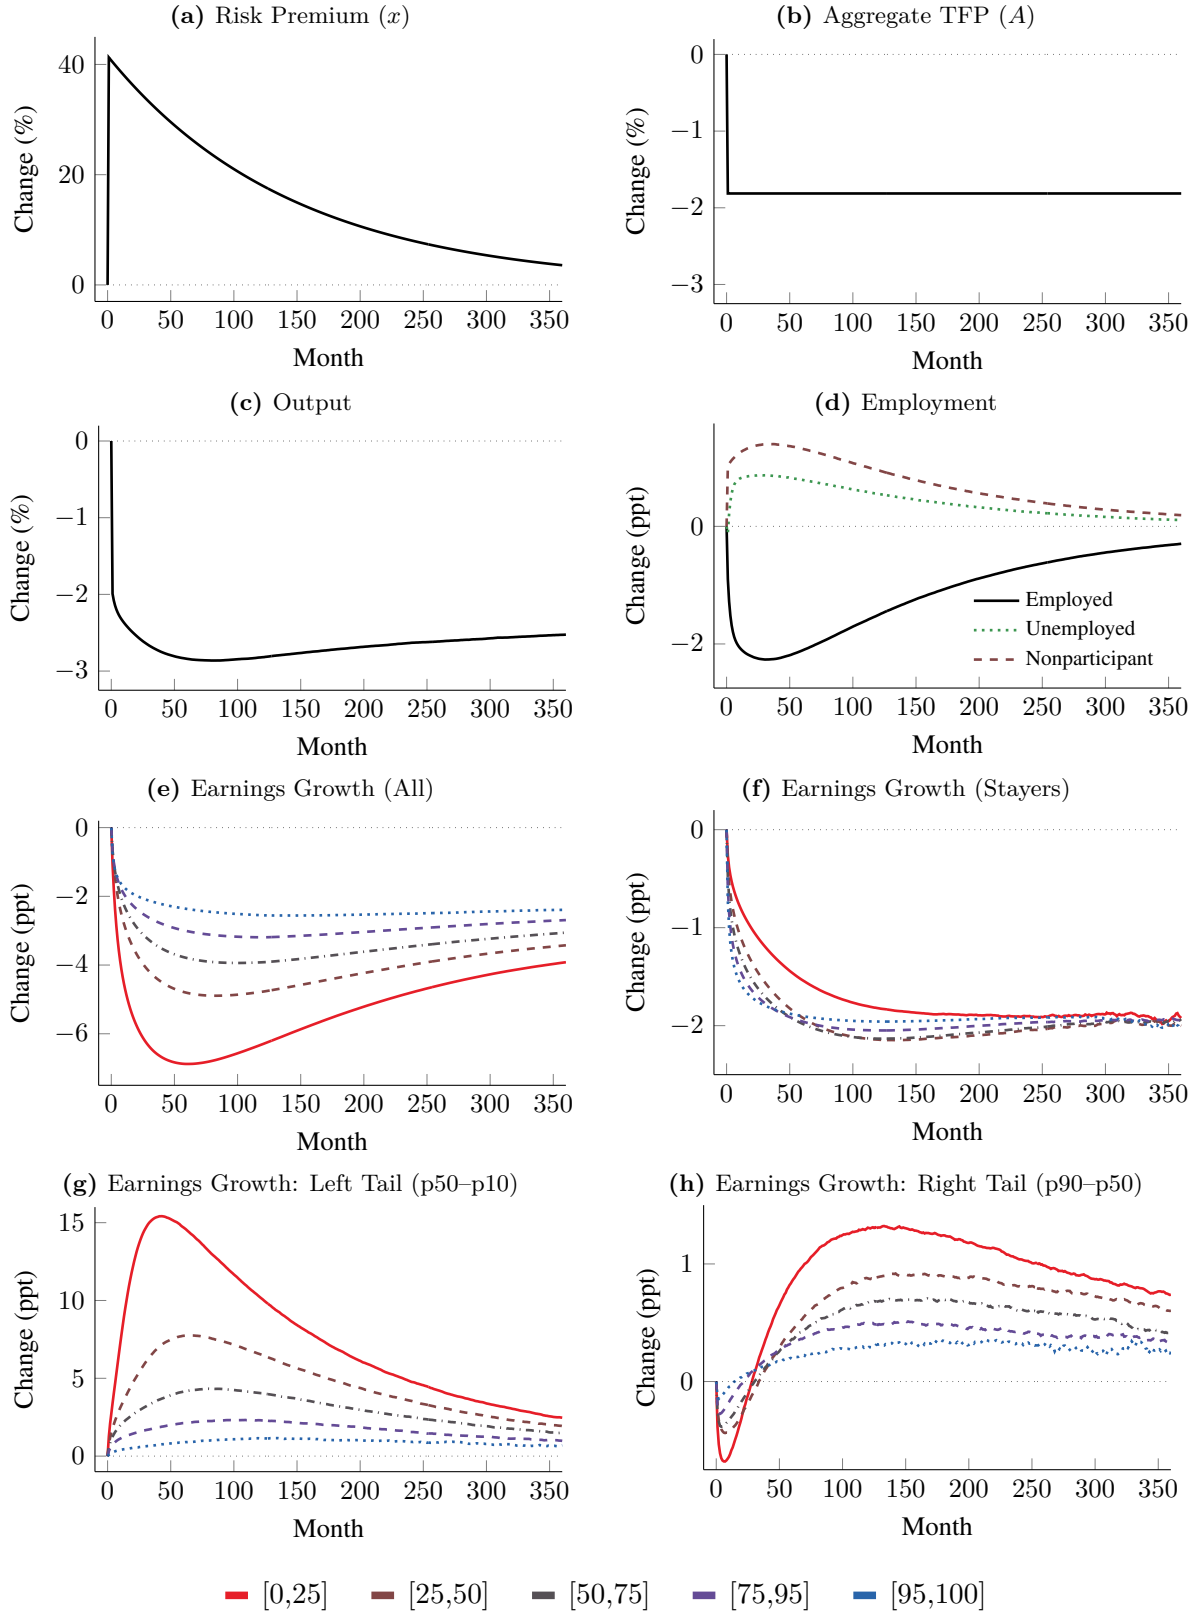 (a) Risk Premium (x)
40
20
0
Change (%)
0 50 100 150 200 250 300 350
Month
(b) Aggregate TFP (A)
0
−1
−2
−3
Change (%)
0 50 100 150 200 250 300 350
Month
(c) Output
0
−1
−2
−3
Change (%)
0 50 100 150 200 250 300 350
Month
(d) Employment
0
−2
Change (ppt)
Employed
Unemployed
Nonparticipant
0 50 100 150 200 250 300 350
Month
(e) Earnings Growth (All)
0
−2
−4
−6
Change (ppt)
0 50 100 150 200 250 300 350
Month
(f) Earnings Growth (Stayers)
0
−1
−2
Change (ppt)
0 50 100 150 200 250 300 350
Month
(g) Earnings Growth: Left Tail (p50–p10)
15
10
5
0
Change (ppt)
0 50 100 150 200 250 300 350
Month
(h) Earnings Growth: Right Tail (p90–p50)
1
0
Change (ppt)
0 50 100 150 200 250 300 350
Month
[0,25] [25,50] [50,75] [75,95] [95,100]